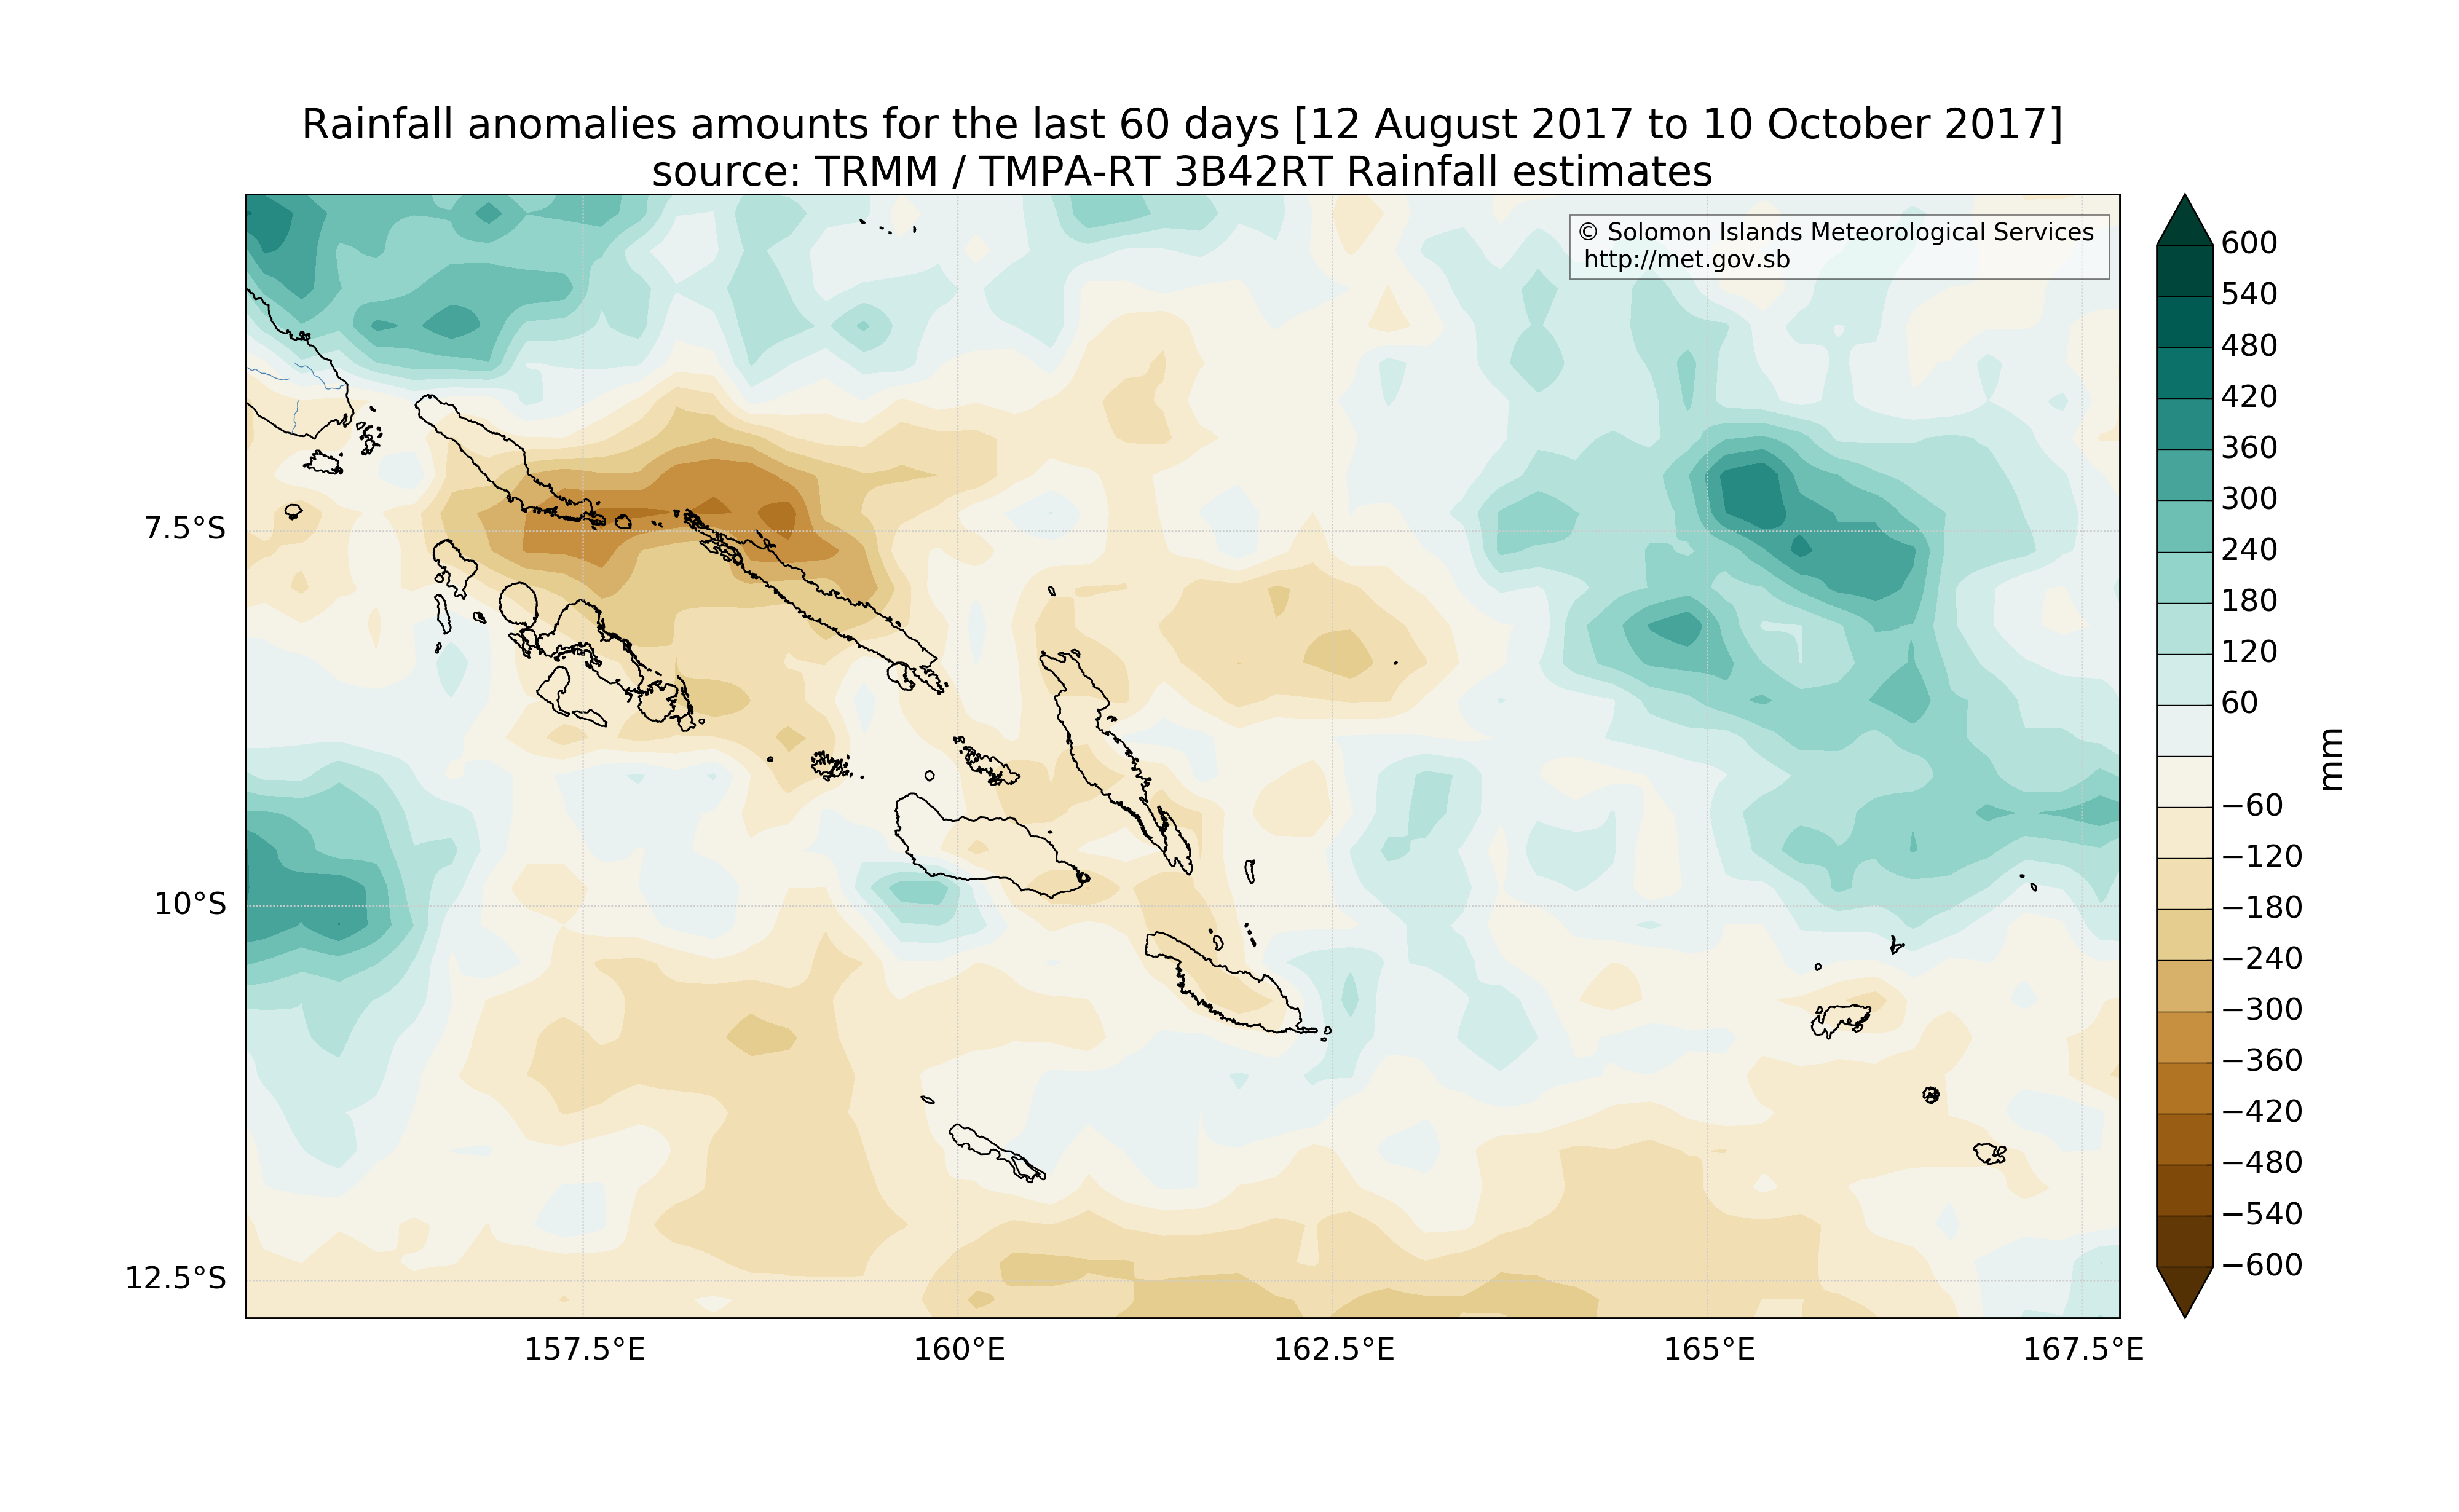 Rainfall anomalies amounts for the last 60 days [12 August 2017 to 10 October 2017]
source: TRMM / TMPA-RT 3B42RT Rainfall estimates
© Solomon Islands Meteorological Services
http://met.gov.sb
7.5°S
10°S
12.5°S
157.5°E
160°E
162.5°E
165°E
167.5°E
600
540
480
420
360
300
240
180
120
60
−60
−120
−180
−240
−300
−360
−420
−480
−540
−600
mm